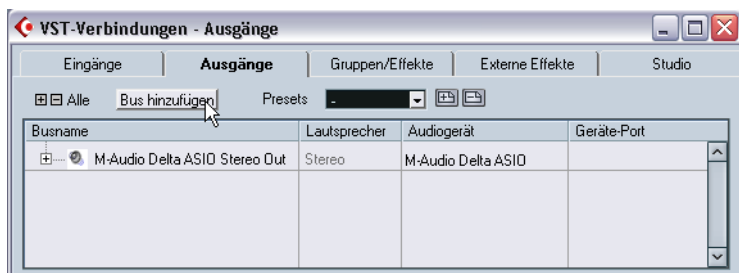 VST-Verbindungen - Ausgänge
Eingänge Ausgänge Gruppen/Effekte Externe Effekte Studio
Alle Bus hinzufügen Presets -
Busname Lautsprecher Audiogerät Geräte-Port
M-Audio Delta ASIO Stereo Out Stereo M-Audio Delta ASIO